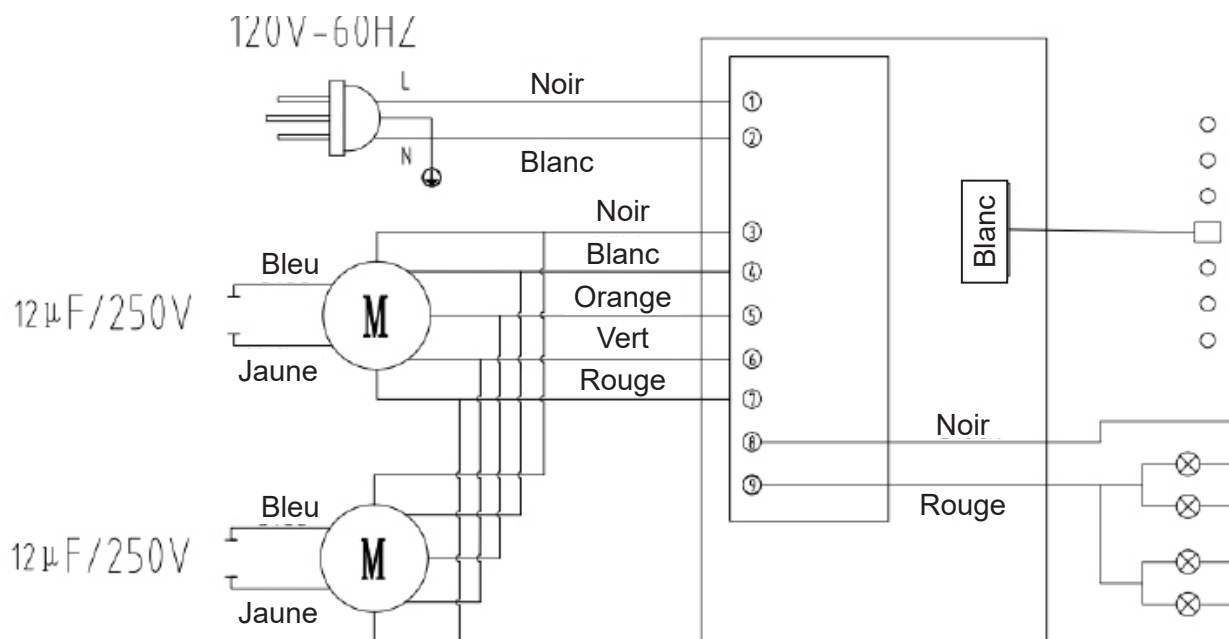 120V-60HZ
L
Noir
①
②
N
Blanc
Noir
③
Blanc
Blanc
Bleu
④
12μF/250V
M
Orange
⑤
Vert
⑥
Jaune
Rouge
⑦
Noir
⑧
⑨
Rouge
Bleu
12μF/250V
M
Jaune